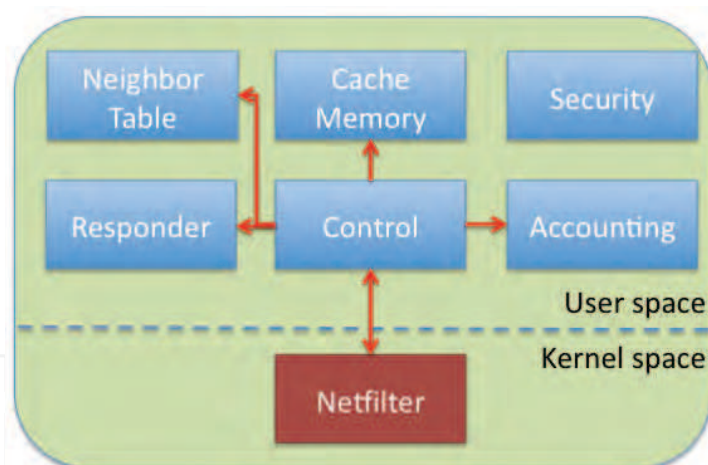 Neighbor
Table
Cache
Memory
Security
Responder
Control
Accounting
User space
Kernel space
Netfilter